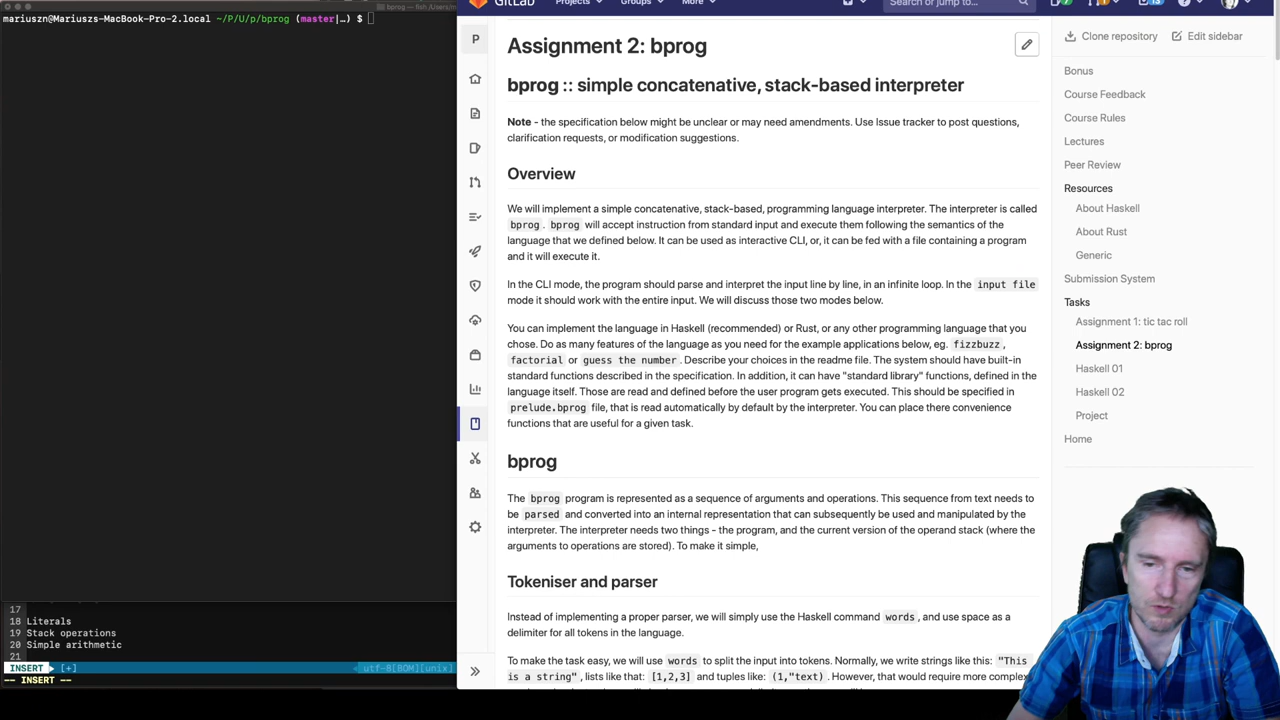 bprog — fish /Users/m
mariuszn@Mariuszs-MacBook-Pro-2.local ~/P/U/p/bprog (master|…) $
17
18 Literals
19 Stack operations
20 Simple arithmetic
21
INSERT [+] utf-8[BOM][unix]
-- INSERT --
GitLab Projects Groups More Search or jump to...
P
Assignment 2: bprog
bprog :: simple concatenative, stack-based interpreter
Note - the specification below might be unclear or may need amendments. Use Issue tracker to post questions,
clarification requests, or modification suggestions.
Overview
We will implement a simple concatenative, stack-based, programming language interpreter. The interpreter is called
bprog . bprog will accept instruction from standard input and execute them following the semantics of the
language that we defined below. It can be used as interactive CLI, or, it can be fed with a file containing a program
and it will execute it.
In the CLI mode, the program should parse and interpret the input line by line, in an infinite loop. In the input file
mode it should work with the entire input. We will discuss those two modes below.
You can implement the language in Haskell (recommended) or Rust, or any other programming language that you
chose. Do as many features of the language as you need for the example applications below, eg. fizzbuzz ,
factorial or guess the number . Describe your choices in the readme file. The system should have built-in
standard functions described in the specification. In addition, it can have "standard library" functions, defined in the
language itself. Those are read and defined before the user program gets executed. This should be specified in
prelude.bprog file, that is read automatically by default by the interpreter. You can place there convenience
functions that are useful for a given task.
bprog
The bprog program is represented as a sequence of arguments and operations. This sequence from text needs to
be parsed and converted into an internal representation that can subsequently be used and manipulated by the
interpreter. The interpreter needs two things - the program, and the current version of the operand stack (where the
arguments to operations are stored). To make it simple,
Tokeniser and parser
Instead of implementing a proper parser, we will simply use the Haskell command words , and use space as a
delimiter for all tokens in the language.
To make the task easy, we will use words to split the input into tokens. Normally, we write strings like this: "This
is a string" , lists like that: [1,2,3] and tuples like: (1,"text) . However, that would require more complex
Clone repository Edit sidebar
Bonus
Course Feedback
Course Rules
Lectures
Peer Review
Resources
About Haskell
About Rust
Generic
Submission System
Tasks
Assignment 1: tic tac roll
Assignment 2: bprog
Haskell 01
Haskell 02
Project
Home